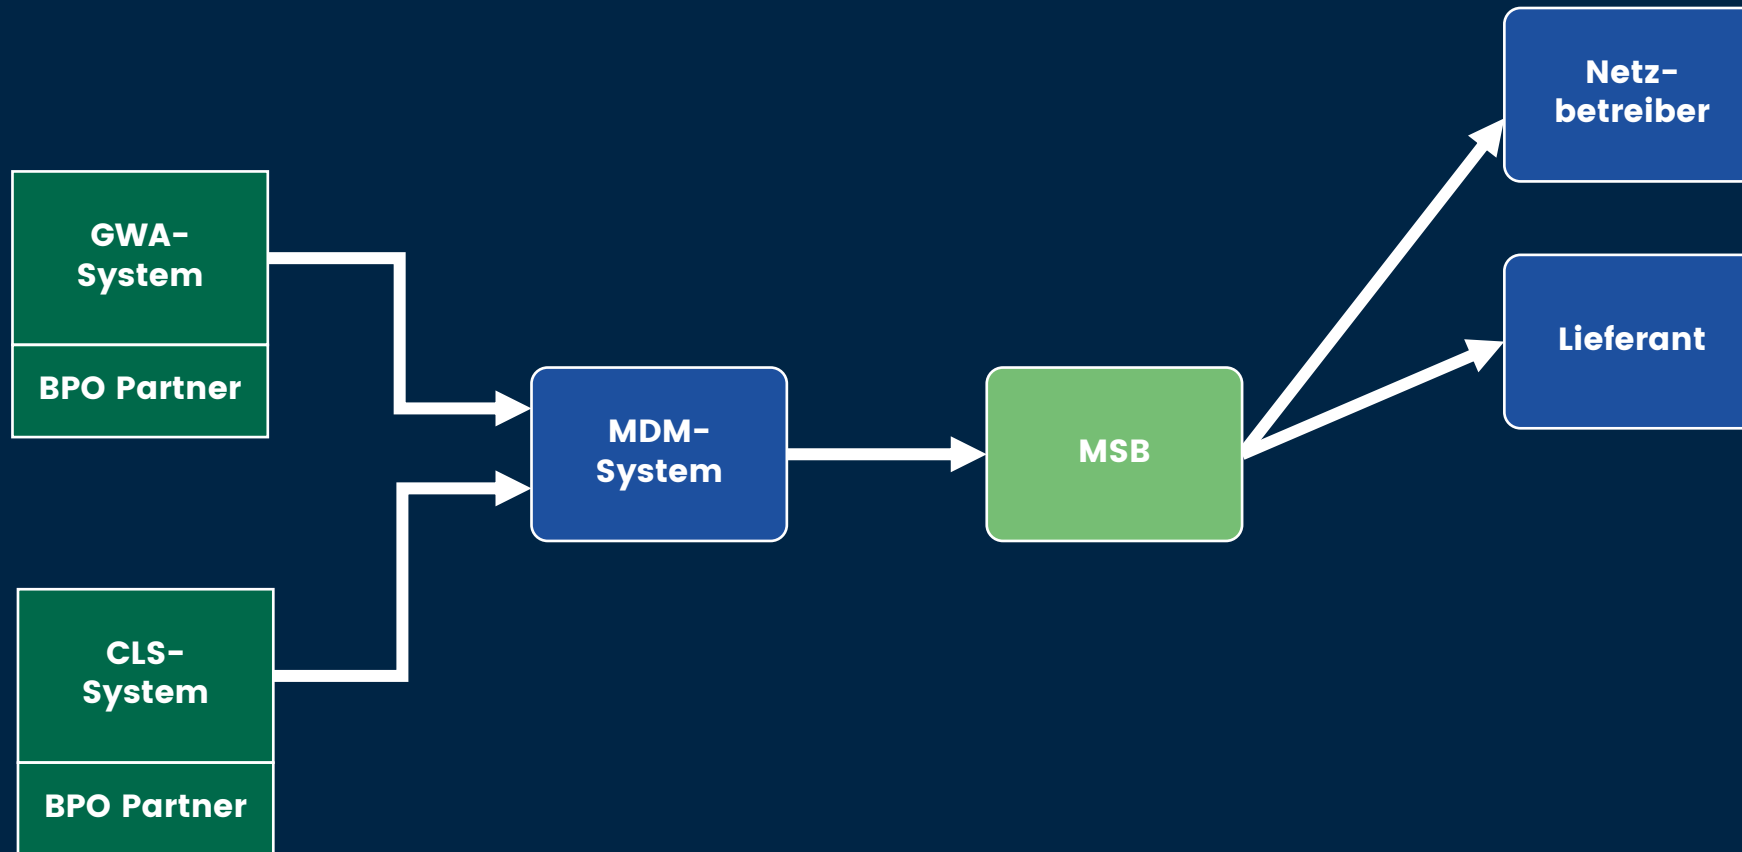 Netz-
betreiber
GWA-
System
BPO Partner
Lieferant
MDM-
System
MSB
CLS-
System
BPO Partner